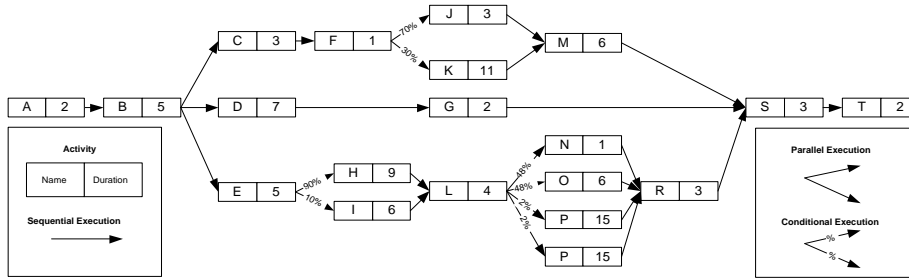 J 3
C 3
F 1
70%
30%
M 6
K 11
A 2
B 5
D 7
G 2
S 3
T 2
Activity
Name
Duration
Sequential Execution
E 5
90%
10%
H 9
I 6
L 4
48%
48%
2%
2%
N 1
O 6
P 15
P 15
R 3
Parallel Execution
Conditional Execution
%
%